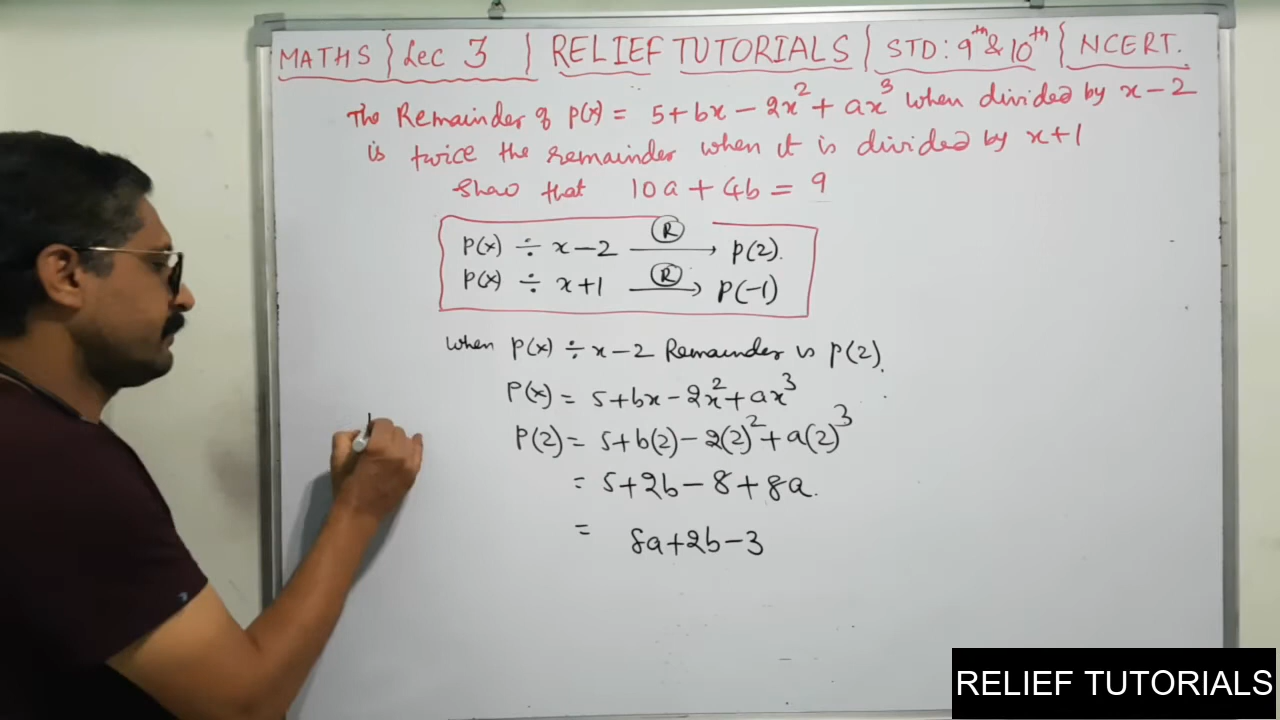 MATHS | Lec 3 | RELIEF TUTORIALS | STD: 9th & 10th | NCERT.
The Remainder of p(x) = 5+bx − 2x² + ax³ when divided by x−2
is twice the remainder when it is divided by x+1
Show that 10a + 4b = 9
P(x) ÷ x−2 —(R)→ p(2).
P(x) ÷ x+1 —(R)→ p(−1)
When p(x) ÷ x−2 Remainder is p(2).
P(x) = 5+bx − 2x² + ax³
P(2) = 5+b(2) − 2(2)² + a(2)³
= 5+2b − 8 + 8a.
= 8a+2b−3
RELIEF TUTORIALS